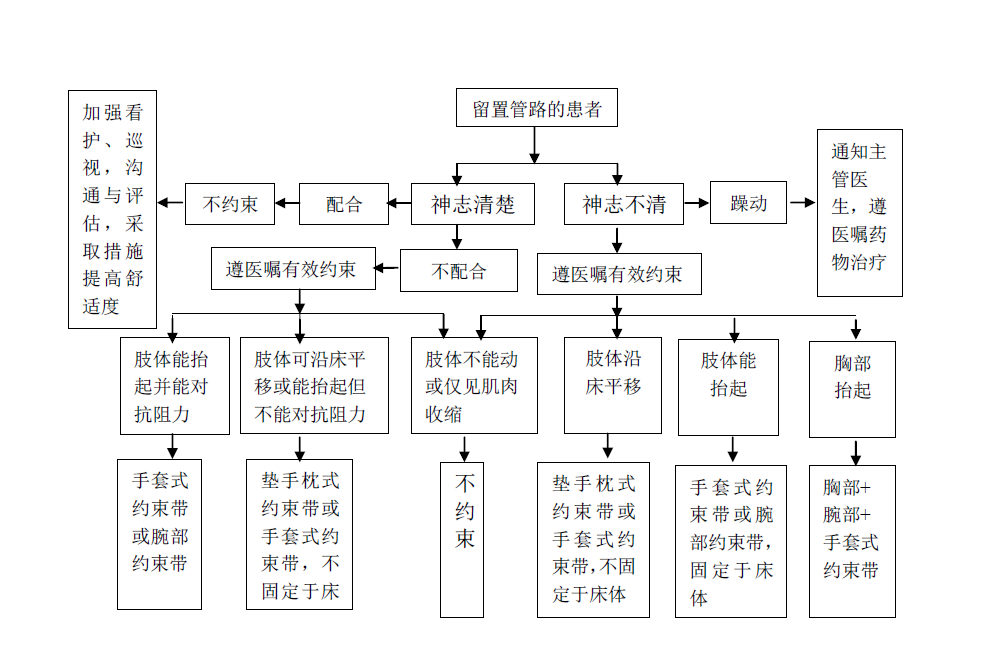 留置管路的患者
加强看
护、巡
视，沟
通与评
估，采
取措施
提高舒
适度
不约束
配合
神志清楚
神志不清
躁动
通知主
管医
生，遵
医嘱药
物治疗
遵医嘱有效约束
不配合
遵医嘱有效约束
肢体能抬
起并能对
抗阻力
肢体可沿床平
移或能抬起但
不能对抗阻力
肢体不能动
或仅见肌肉
收缩
肢体沿
床平移
肢体能
抬起
胸部
抬起
手套式
约束带
或腕部
约束带
垫手枕式
约束带或
手套式约
束带，不
固定于床
不
约
束
垫手枕式
约束带或
手套式约
束带,不固
定于床体
手套式约
束带或腕
部约束带，
固定于床
体
胸部+
腕部+
手套式
约束带